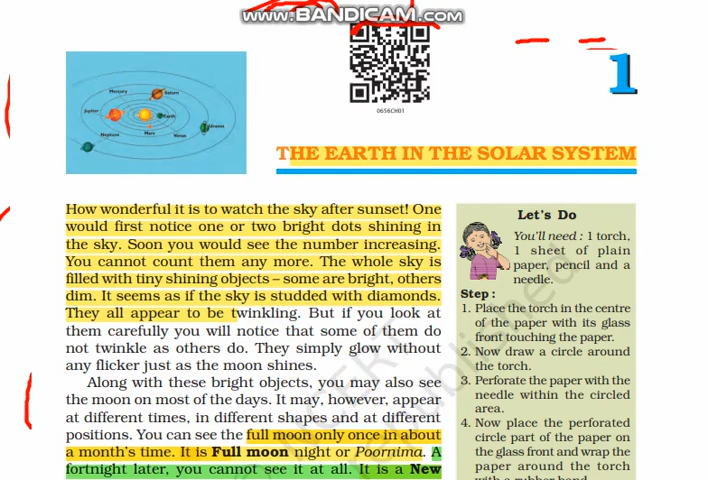 www.BANDICAM.com
1
0656CH01
Mercury
Saturn
Jupiter
Earth
Mars
Venus
Neptune
Uranus
THE EARTH IN THE SOLAR SYSTEM
How wonderful it is to watch the sky after sunset! One
would first notice one or two bright dots shining in
the sky. Soon you would see the number increasing.
You cannot count them any more. The whole sky is
filled with tiny shining objects – some are bright, others
dim. It seems as if the sky is studded with diamonds.
They all appear to be twinkling. But if you look at
them carefully you will notice that some of them do
not twinkle as others do. They simply glow without
any flicker just as the moon shines.
Along with these bright objects, you may also see
the moon on most of the days. It may, however, appear
at different times, in different shapes and at different
positions. You can see the full moon only once in about
a month's time. It is Full moon night or Poornima. A
fortnight later, you cannot see it at all. It is a New
Let's Do
You'll need : 1 torch,
1 sheet of plain
paper, pencil and a
needle.
Step :
1. Place the torch in the centre
of the paper with its glass
front touching the paper.
2. Now draw a circle around
the torch.
3. Perforate the paper with the
needle within the circled
area.
4. Now place the perforated
circle part of the paper on
the glass front and wrap the
paper around the torch
with a rubber band.
NCERT
republished